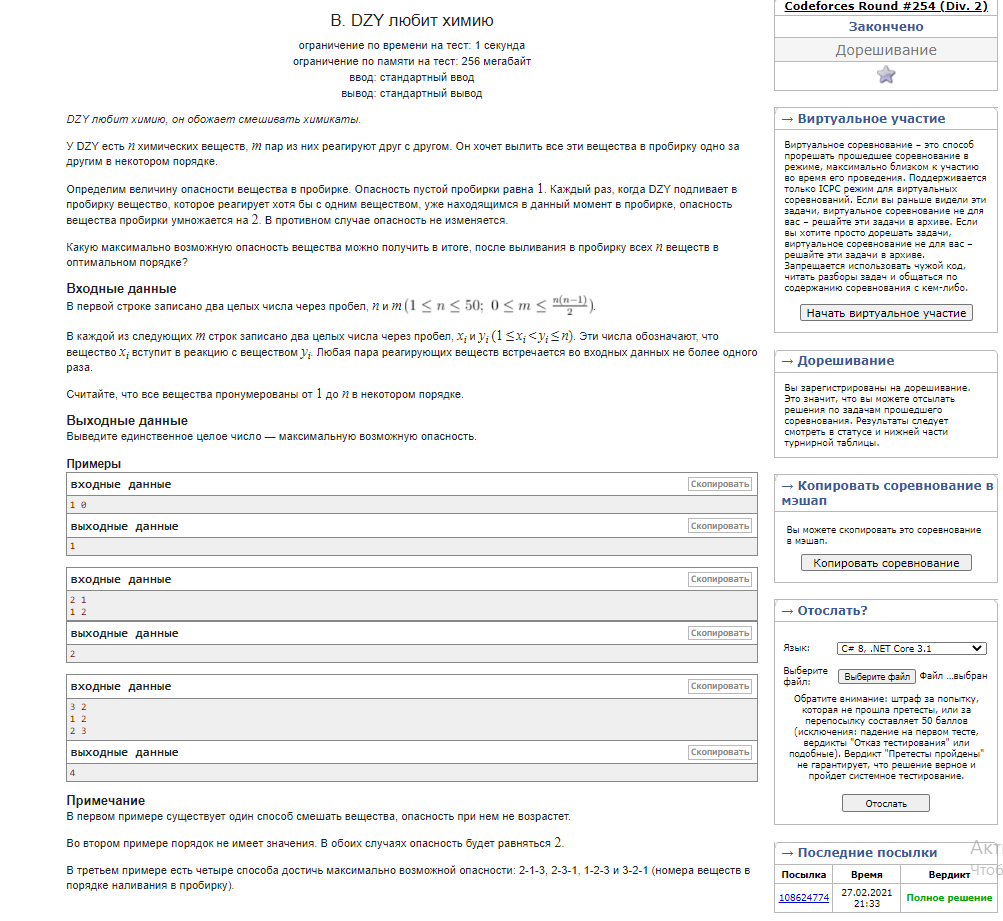 B. DZY любит химию
ограничение по времени на тест: 1 секунда
ограничение по памяти на тест: 256 мегабайт
ввод: стандартный ввод
вывод: стандартный вывод
DZY любит химию, он обожает смешивать химикаты.
У DZY есть n химических веществ, m пар из них реагируют друг с другом. Он хочет вылить все эти вещества в пробирку одно за
другим в некотором порядке.
Определим величину опасности вещества в пробирке. Опасность пустой пробирки равна 1. Каждый раз, когда DZY подливает в
пробирку вещество, которое реагирует хотя бы с одним веществом, уже находящимся в данный момент в пробирке, опасность
вещества пробирки умножается на 2. В противном случае опасность не изменяется.
Какую максимально возможную опасность вещества можно получить в итоге, после выливания в пробирку всех n веществ в
оптимальном порядке?
Входные данные
В первой строке записано два целых числа через пробел, n и m (1 ≤ n ≤ 50; 0 ≤ m ≤ n(n−1)/2).
В каждой из следующих m строк записано два целых числа через пробел, xi и yi (1 ≤ xi < yi ≤ n). Эти числа обозначают, что
вещество xi вступит в реакцию с веществом yi. Любая пара реагирующих веществ встречается во входных данных не более одного
раза.
Считайте, что все вещества пронумерованы от 1 до n в некотором порядке.
Выходные данные
Выведите единственное целое число — максимальную возможную опасность.
Примеры
входные данные Скопировать
1 0
выходные данные Скопировать
1
входные данные Скопировать
2 1
1 2
выходные данные Скопировать
2
входные данные Скопировать
3 2
1 2
2 3
выходные данные Скопировать
4
Примечание
В первом примере существует один способ смешать вещества, опасность при нем не возрастет.
Во втором примере порядок не имеет значения. В обоих случаях опасность будет равняться 2.
В третьем примере есть четыре способа достичь максимально возможной опасности: 2-1-3, 2-3-1, 1-2-3 и 3-2-1 (номера веществ в
порядке наливания в пробирку).
Codeforces Round #254 (Div. 2)
Закончено
Дорешивание
→ Виртуальное участие
Виртуальное соревнование – это способ
прорешать прошедшее соревнование в
режиме, максимально близком к участию
во время его проведения. Поддерживается
только ICPC режим для виртуальных
соревнований. Если вы раньше видели эти
задачи, виртуальное соревнование не для
вас – решайте эти задачи в архиве. Если
вы хотите просто дорешать задачи,
виртуальное соревнование не для вас –
решайте эти задачи в архиве.
Запрещается использовать чужой код,
читать разборы задач и общаться по
содержанию соревнования с кем-либо.
Начать виртуальное участие
→ Дорешивание
Вы зарегистрированы на дорешивание.
Это значит, что вы можете отсылать
решения по задачам прошедшего
соревнования. Результаты следует
смотреть в статусе и нижней части
турнирной таблицы.
→ Копировать соревнование в
мэшап
Вы можете скопировать это соревнование
в мэшап.
Копировать соревнование
→ Отослать?
Язык: C# 8, .NET Core 3.1
Выберите
файл: Выберите файл Файл ...выбран
Обратите внимание: штраф за попытку,
которая не прошла претесты, или за
перепосылку составляет 50 баллов
(исключения: падение на первом тесте,
вердикты "Отказ тестирования" или
подобные). Вердикт "Претесты пройдены"
не гарантирует, что решение верное и
пройдет системное тестирование.
Отослать
→ Последние посылки
Посылка Время Вердикт
108624774 27.02.2021 21:33 Полное решение